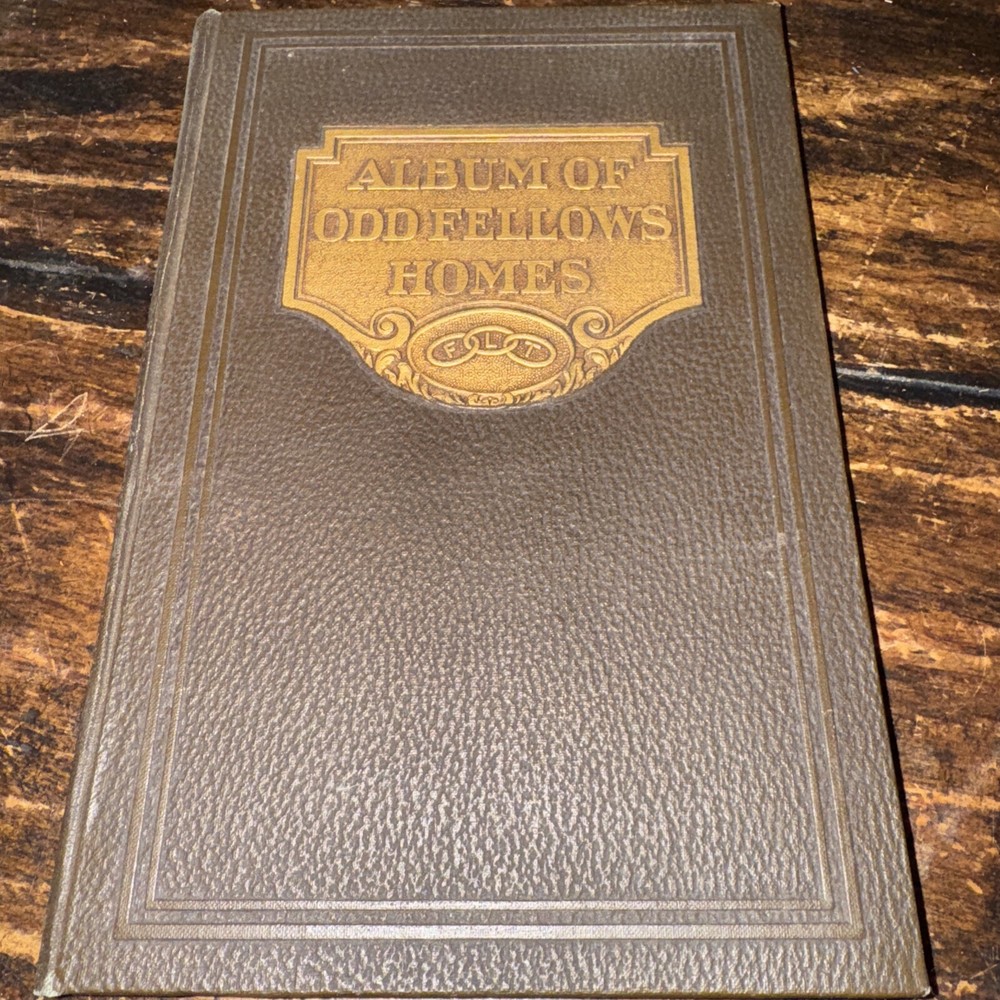 ALBUM OF
ODD FELLOWS
HOMES
F L T